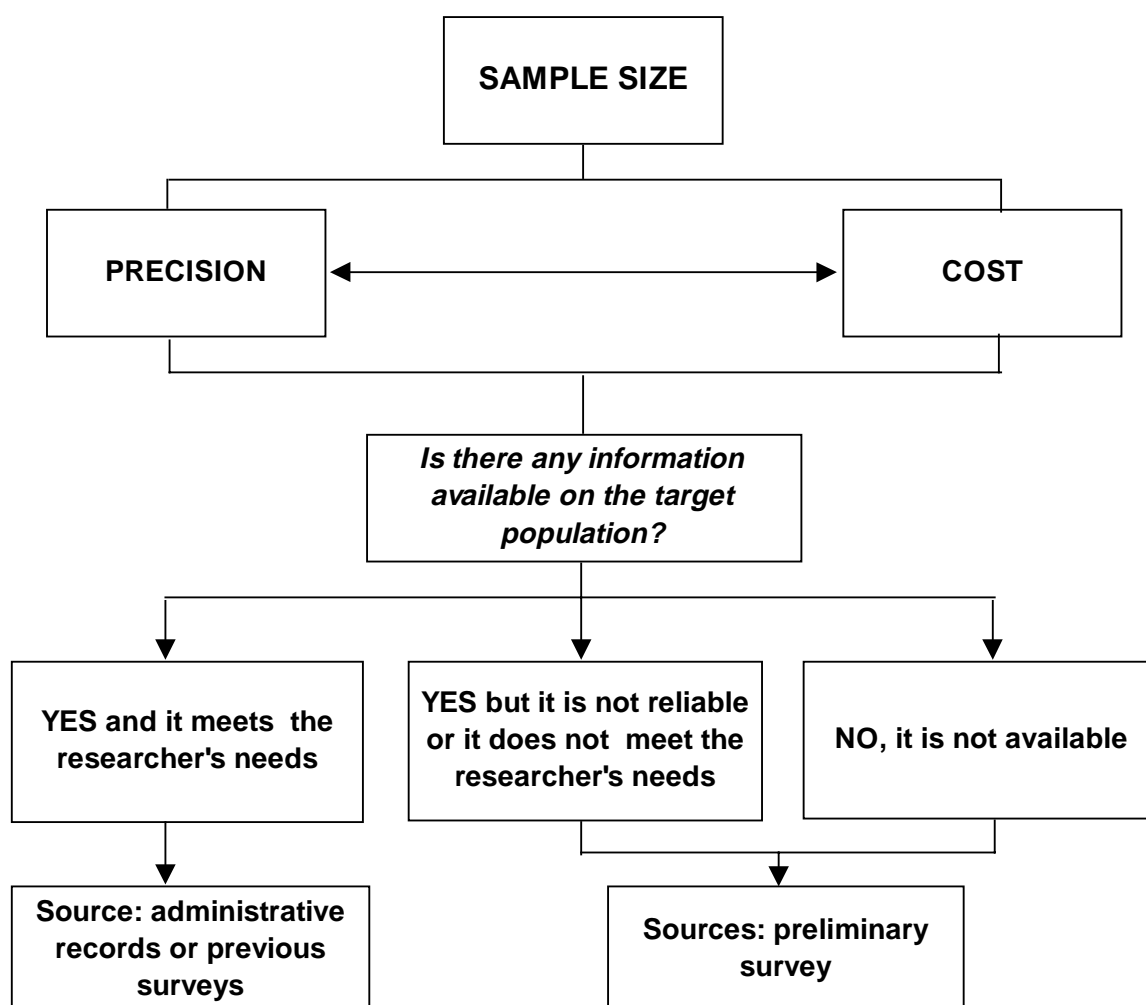 SAMPLE SIZE
PRECISION
COST
Is there any information
available on the target
population?
YES and it meets the
researcher's needs
YES but it is not reliable
or it does not meet the
researcher's needs
NO, it is not available
Source: administrative
records or previous
surveys
Sources: preliminary
survey